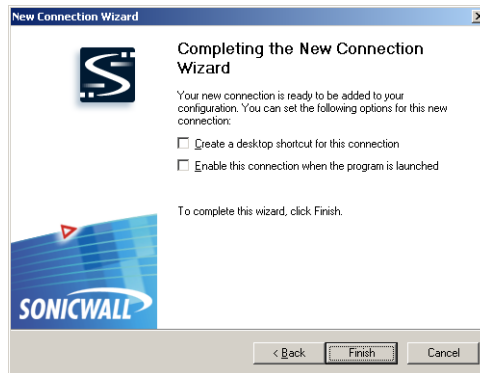 New Connection Wizard
Completing the New Connection
Wizard
Your new connection is ready to be added to your
configuration. You can set the following options for this new
connection:
Create a desktop shortcut for this connection
Enable this connection when the program is launched
To complete this wizard, click Finish.
SONICWALL
< Back
Finish
Cancel